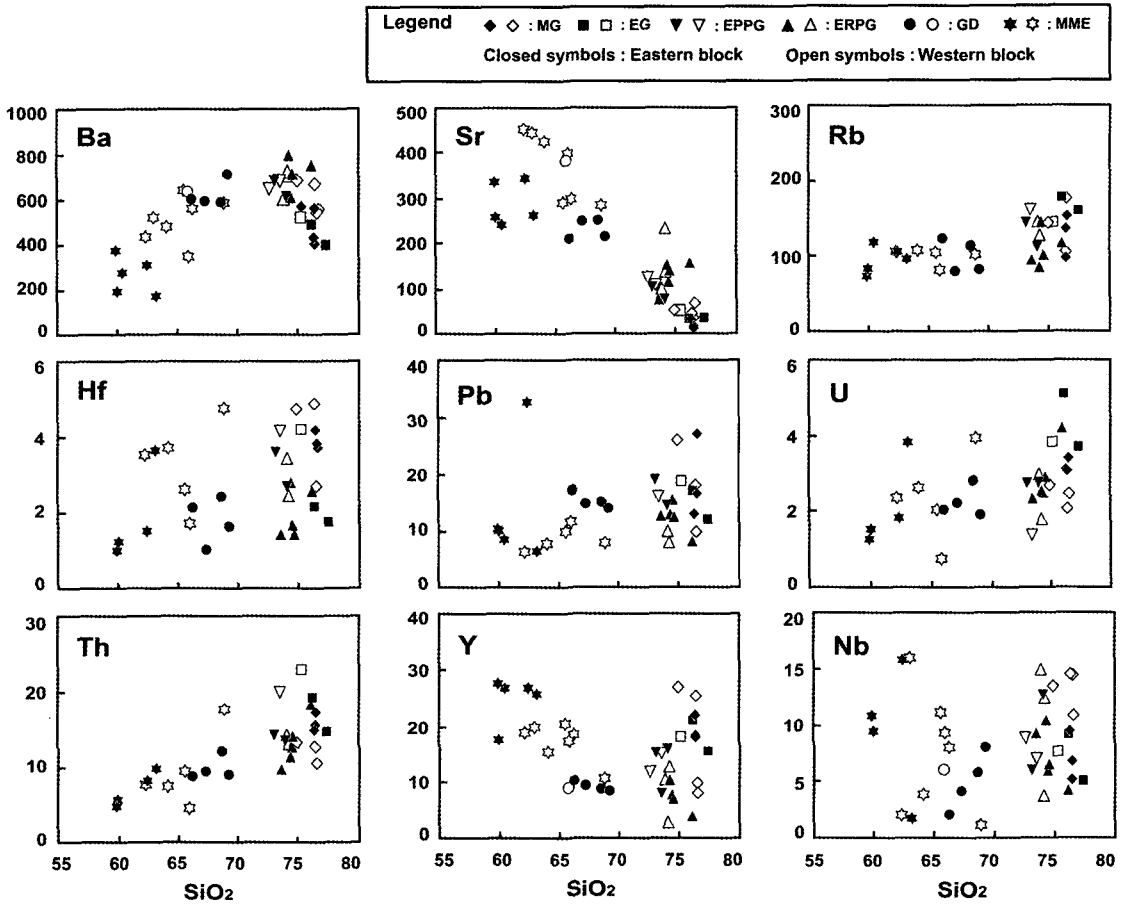 Legend : MG : EG : EPPG : ERPG : GD : MME
Closed symbols : Eastern block Open symbols : Western block
Ba
1000
800
600
400
200
0
Sr
500
400
300
200
100
0
Rb
300
200
100
0
Hf
6
4
2
0
Pb
40
30
20
10
0
U
6
4
2
0
Th
30
20
10
0
55 60 65 70 75 80
SiO2
Y
40
30
20
10
0
55 60 65 70 75 80
SiO2
Nb
20
15
10
5
0
55 60 65 70 75 80
SiO2